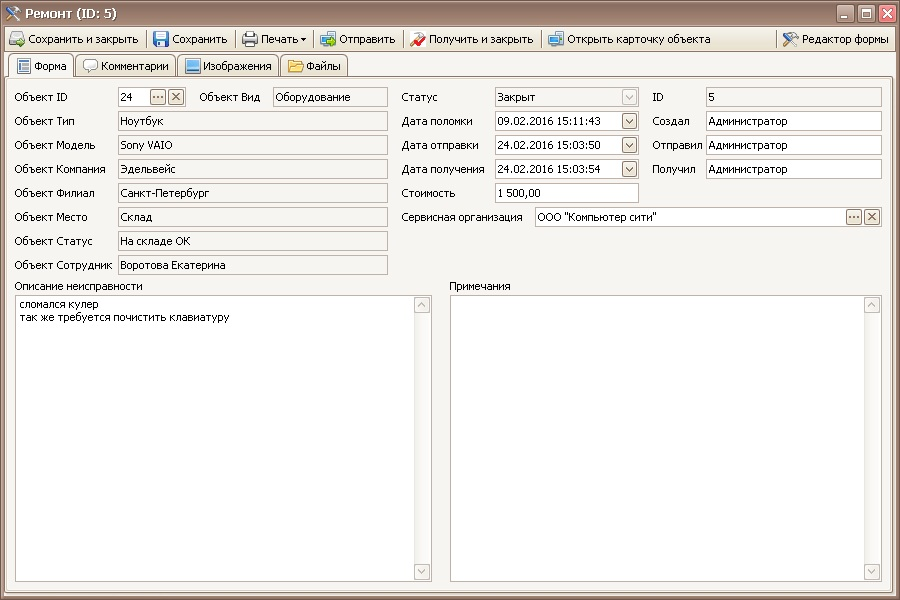 Ремонт (ID: 5)
Сохранить и закрыть Сохранить Печать Отправить Получить и закрыть Открыть карточку объекта Редактор формы
Форма Комментарии Изображения Файлы
Объект ID 24 Объект Вид Оборудование Статус Закрыт ID 5
Объект Тип Ноутбук Дата поломки 09.02.2016 15:11:43 Создал Администратор
Объект Модель Sony VAIO Дата отправки 24.02.2016 15:03:50 Отправил Администратор
Объект Компания Эдельвейс Дата получения 24.02.2016 15:03:54 Получил Администратор
Объект Филиал Санкт-Петербург Стоимость 1 500,00
Объект Место Склад Сервисная организация ООО "Компьютер сити"
Объект Статус На складе ОК
Объект Сотрудник Воротова Екатерина
Описание неисправности Примечания
сломался кулер
так же требуется почистить клавиатуру